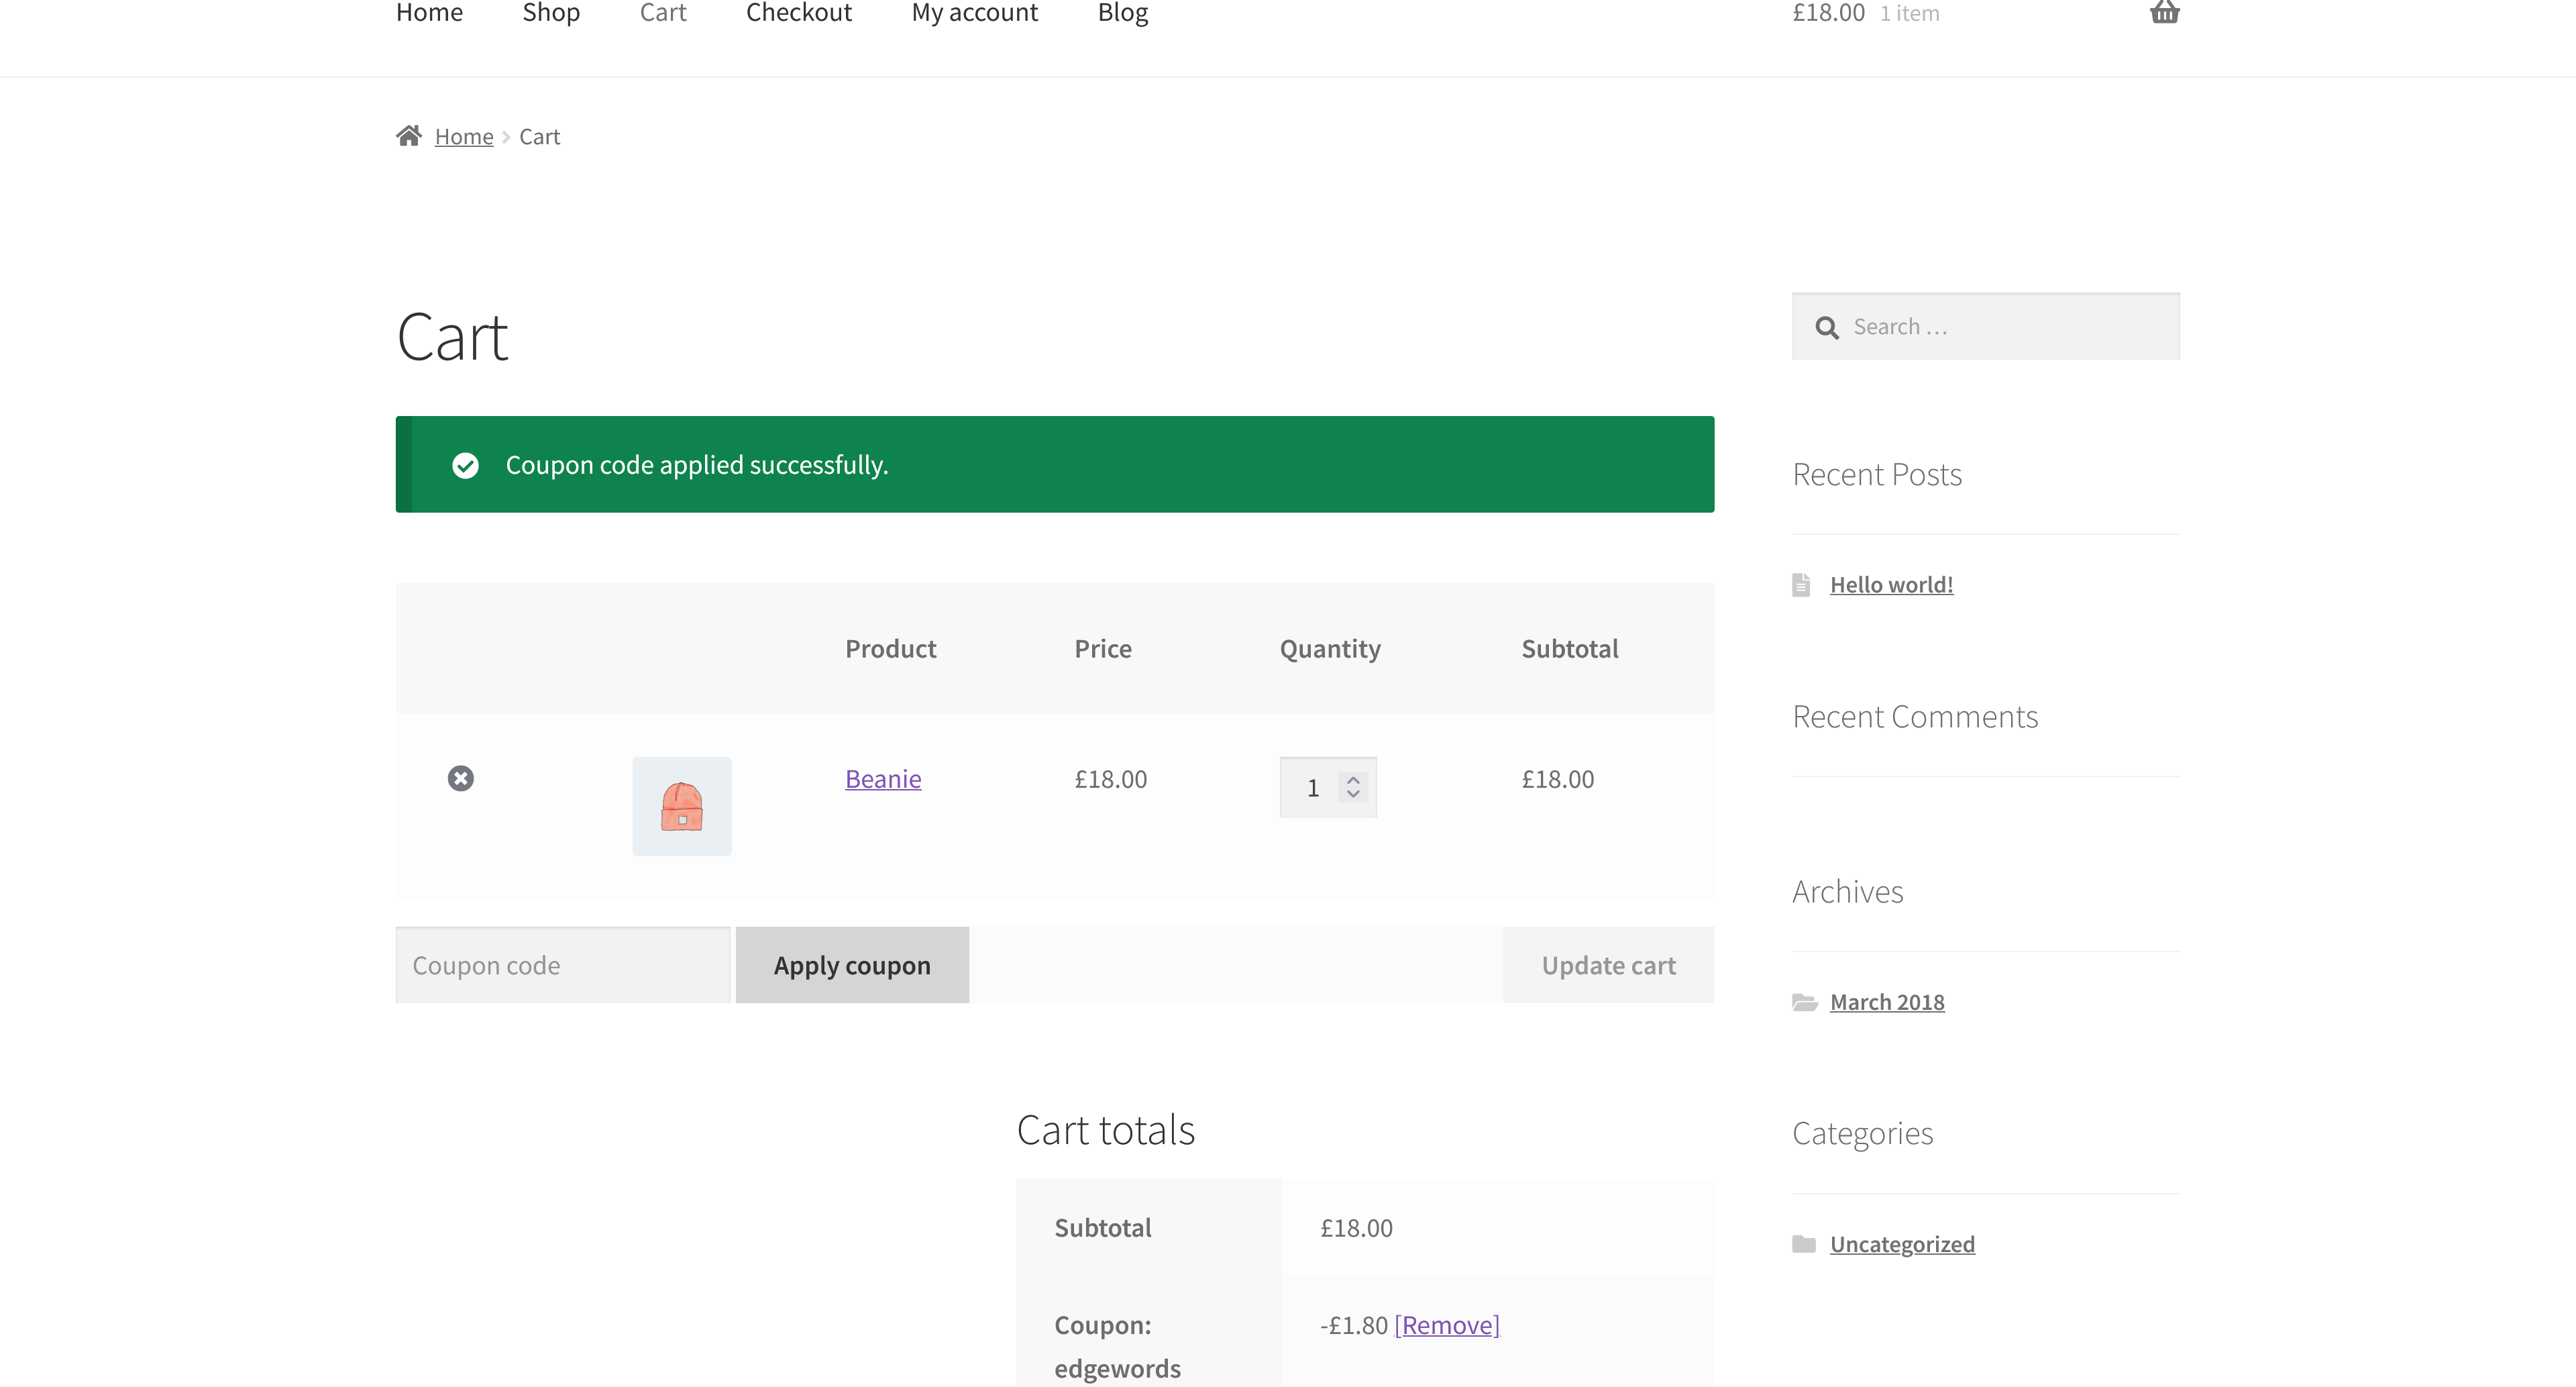 Home Shop Cart Checkout My account Blog £18.00 1 item
Home Cart
Cart
Search …
Coupon code applied successfully.
Recent Posts
Hello world!
Product Price Quantity Subtotal
Recent Comments
Beanie £18.00 1 £18.00
Archives
Coupon code Apply coupon Update cart
March 2018
Cart totals
Categories
Subtotal £18.00
Uncategorized
Coupon: -£1.80 [Remove]
edgewords